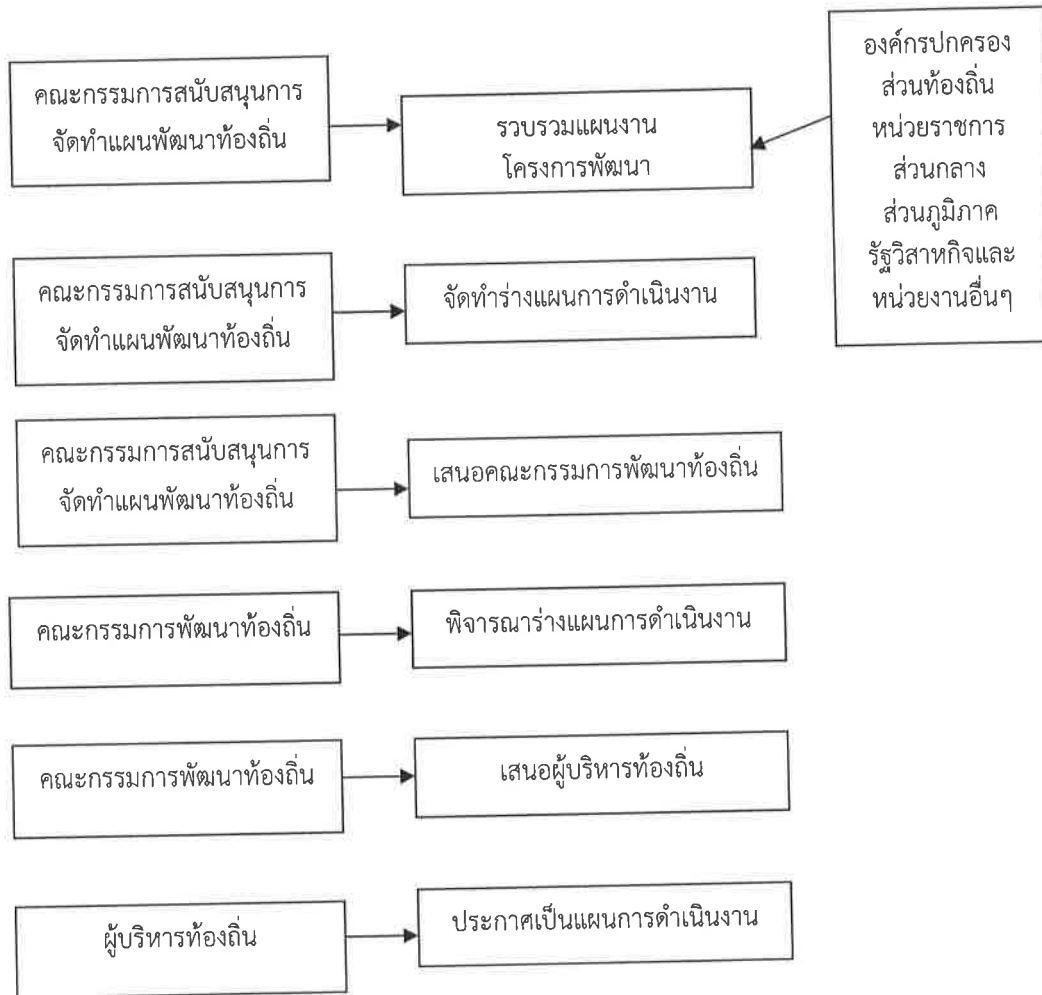 คณะกรรมการสนับสนุนการ
จัดทำแผนพัฒนาท้องถิ่น
รวบรวมแผนงาน
โครงการพัฒนา
องค์กรปกครอง
ส่วนท้องถิ่น
หน่วยราชการ
ส่วนกลาง
ส่วนภูมิภาค
รัฐวิสาหกิจและ
หน่วยงานอื่นๆ
คณะกรรมการสนับสนุนการ
จัดทำแผนพัฒนาท้องถิ่น
จัดทำร่างแผนการดำเนินงาน
คณะกรรมการสนับสนุนการ
จัดทำแผนพัฒนาท้องถิ่น
เสนอคณะกรรมการพัฒนาท้องถิ่น
คณะกรรมการพัฒนาท้องถิ่น
พิจารณาร่างแผนการดำเนินงาน
คณะกรรมการพัฒนาท้องถิ่น
เสนอผู้บริหารท้องถิ่น
ผู้บริหารท้องถิ่น
ประกาศเป็นแผนการดำเนินงาน